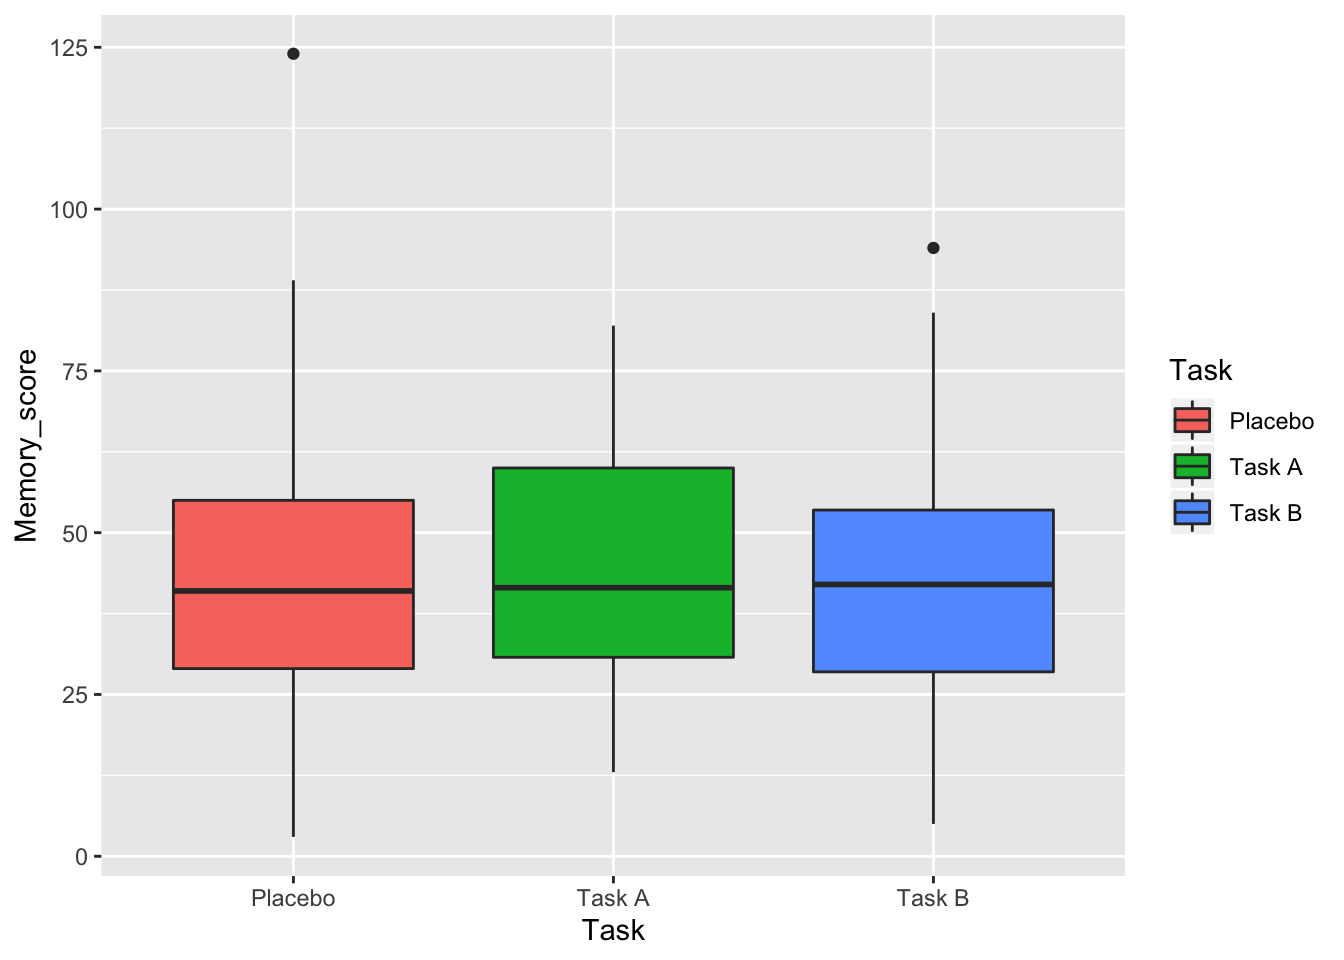 Memory_score
125
100
75
50
25
0
Placebo
Task A
Task B
Task
Task
Placebo
Task A
Task B